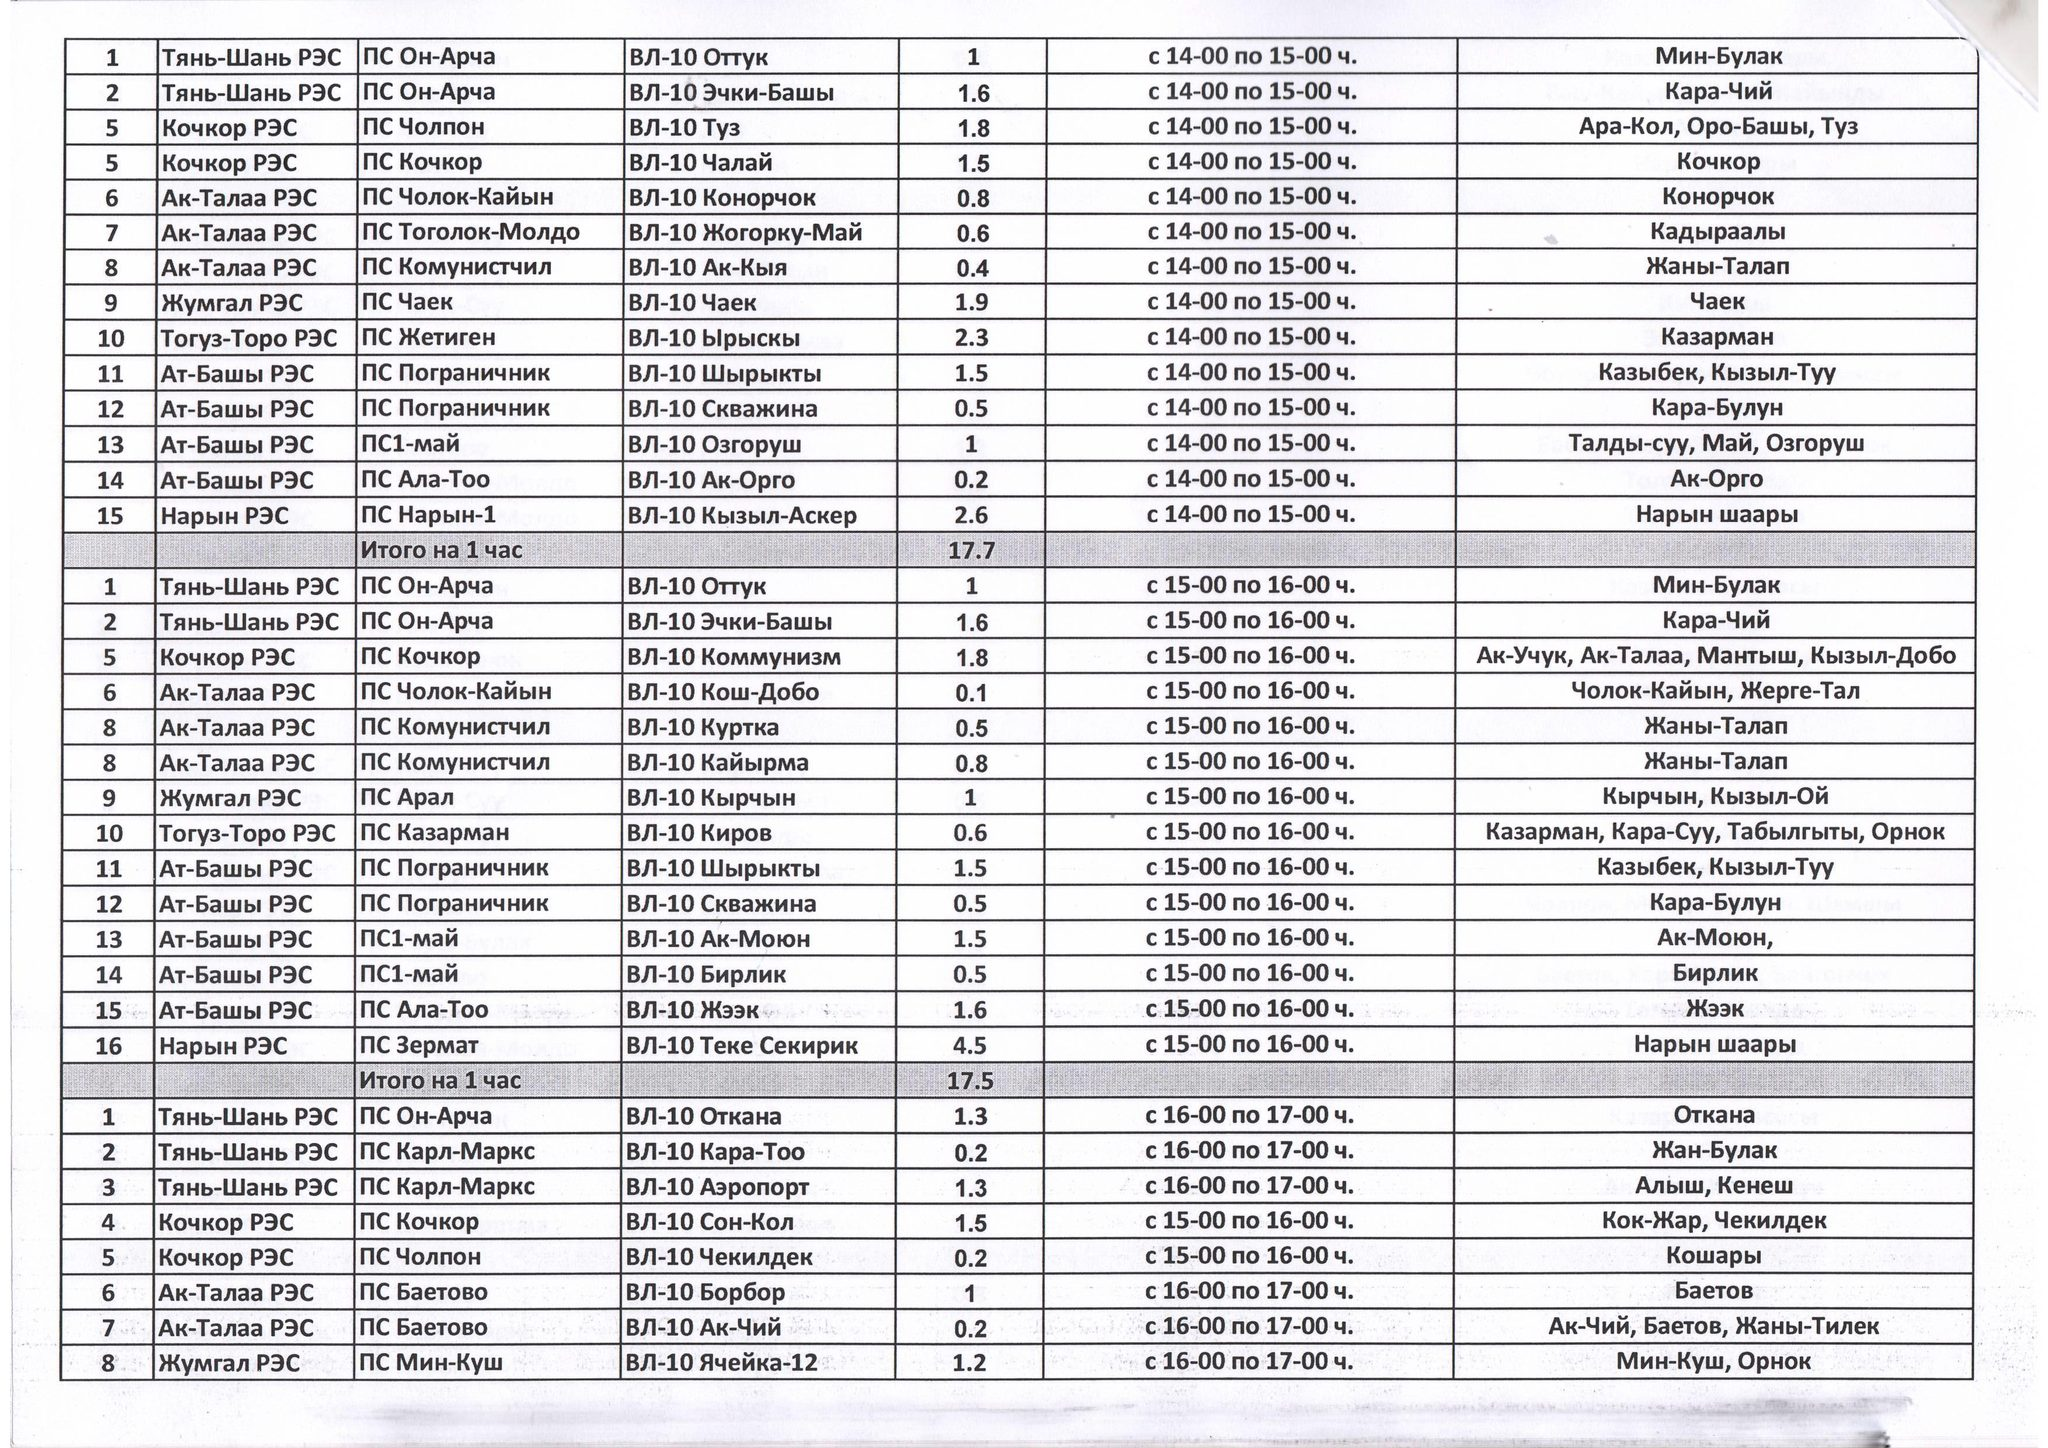 1 Тянь-Шань РЭС ПС Он-Арча ВЛ-10 Оттук 1 с 14-00 по 15-00 ч. Мин-Булак
2 Тянь-Шань РЭС ПС Он-Арча ВЛ-10 Эчки-Башы 1.6 с 14-00 по 15-00 ч. Кара-Чий
5 Кочкор РЭС ПС Чолпон ВЛ-10 Туз 1.8 с 14-00 по 15-00 ч. Ара-Кол, Оро-Башы, Туз
5 Кочкор РЭС ПС Кочкор ВЛ-10 Чалай 1.5 с 14-00 по 15-00 ч. Кочкор
6 Ак-Талаа РЭС ПС Чолок-Кайын ВЛ-10 Конорчок 0.8 с 14-00 по 15-00 ч. Конорчок
7 Ак-Талаа РЭС ПС Тоголок-Молдо ВЛ-10 Жогорку-Май 0.6 с 14-00 по 15-00 ч. Кадыраалы
8 Ак-Талаа РЭС ПС Комунистчил ВЛ-10 Ак-Кыя 0.4 с 14-00 по 15-00 ч. Жаны-Талап
9 Жумгал РЭС ПС Чаек ВЛ-10 Чаек 1.9 с 14-00 по 15-00 ч. Чаек
10 Тогуз-Торо РЭС ПС Жетиген ВЛ-10 Ырыскы 2.3 с 14-00 по 15-00 ч. Казарман
11 Ат-Башы РЭС ПС Пограничник ВЛ-10 Шырыкты 1.5 с 14-00 по 15-00 ч. Казыбек, Кызыл-Туу
12 Ат-Башы РЭС ПС Пограничник ВЛ-10 Скважина 0.5 с 14-00 по 15-00 ч. Кара-Булун
13 Ат-Башы РЭС ПС1-май ВЛ-10 Озгоруш 1 с 14-00 по 15-00 ч. Талды-суу, Май, Озгоруш
14 Ат-Башы РЭС ПС Ала-Тоо ВЛ-10 Ак-Орго 0.2 с 14-00 по 15-00 ч. Ак-Орго
15 Нарын РЭС ПС Нарын-1 ВЛ-10 Кызыл-Аскер 2.6 с 14-00 по 15-00 ч. Нарын шаары
Итого на 1 час 17.7
1 Тянь-Шань РЭС ПС Он-Арча ВЛ-10 Оттук 1 с 15-00 по 16-00 ч. Мин-Булак
2 Тянь-Шань РЭС ПС Он-Арча ВЛ-10 Эчки-Башы 1.6 с 15-00 по 16-00 ч. Кара-Чий
5 Кочкор РЭС ПС Кочкор ВЛ-10 Коммунизм 1.8 с 15-00 по 16-00 ч. Ак-Учук, Ак-Талаа, Мантыш, Кызыл-Добо
6 Ак-Талаа РЭС ПС Чолок-Кайын ВЛ-10 Кош-Добо 0.1 с 15-00 по 16-00 ч. Чолок-Кайын, Жерге-Тал
8 Ак-Талаа РЭС ПС Комунистчил ВЛ-10 Куртка 0.5 с 15-00 по 16-00 ч. Жаны-Талап
8 Ак-Талаа РЭС ПС Комунистчил ВЛ-10 Кайырма 0.8 с 15-00 по 16-00 ч. Жаны-Талап
9 Жумгал РЭС ПС Арал ВЛ-10 Кырчын 1 с 15-00 по 16-00 ч. Кырчын, Кызыл-Ой
10 Тогуз-Торо РЭС ПС Казарман ВЛ-10 Киров 0.6 с 15-00 по 16-00 ч. Казарман, Кара-Суу, Табылгыты, Орнок
11 Ат-Башы РЭС ПС Пограничник ВЛ-10 Шырыкты 1.5 с 15-00 по 16-00 ч. Казыбек, Кызыл-Туу
12 Ат-Башы РЭС ПС Пограничник ВЛ-10 Скважина 0.5 с 15-00 по 16-00 ч. Кара-Булун
13 Ат-Башы РЭС ПС1-май ВЛ-10 Ак-Моюн 1.5 с 15-00 по 16-00 ч. Ак-Моюн,
14 Ат-Башы РЭС ПС1-май ВЛ-10 Бирлик 0.5 с 15-00 по 16-00 ч. Бирлик
15 Ат-Башы РЭС ПС Ала-Тоо ВЛ-10 Жээк 1.6 с 15-00 по 16-00 ч. Жээк
16 Нарын РЭС ПС Зермат ВЛ-10 Теке Секирик 4.5 с 15-00 по 16-00 ч. Нарын шаары
Итого на 1 час 17.5
1 Тянь-Шань РЭС ПС Он-Арча ВЛ-10 Откана 1.3 с 16-00 по 17-00 ч. Откана
2 Тянь-Шань РЭС ПС Карл-Маркс ВЛ-10 Кара-Тоо 0.2 с 16-00 по 17-00 ч. Жан-Булак
3 Тянь-Шань РЭС ПС Карл-Маркс ВЛ-10 Аэропорт 1.3 с 16-00 по 17-00 ч. Алыш, Кенеш
4 Кочкор РЭС ПС Кочкор ВЛ-10 Сон-Кол 1.5 с 15-00 по 16-00 ч. Кок-Жар, Чекилдек
5 Кочкор РЭС ПС Чолпон ВЛ-10 Чекилдек 0.2 с 15-00 по 16-00 ч. Кошары
6 Ак-Талаа РЭС ПС Баетово ВЛ-10 Борбор 1 с 16-00 по 17-00 ч. Баетов
7 Ак-Талаа РЭС ПС Баетово ВЛ-10 Ак-Чий 0.2 с 16-00 по 17-00 ч. Ак-Чий, Баетов, Жаны-Тилек
8 Жумгал РЭС ПС Мин-Куш ВЛ-10 Ячейка-12 1.2 с 16-00 по 17-00 ч. Мин-Куш, Орнок